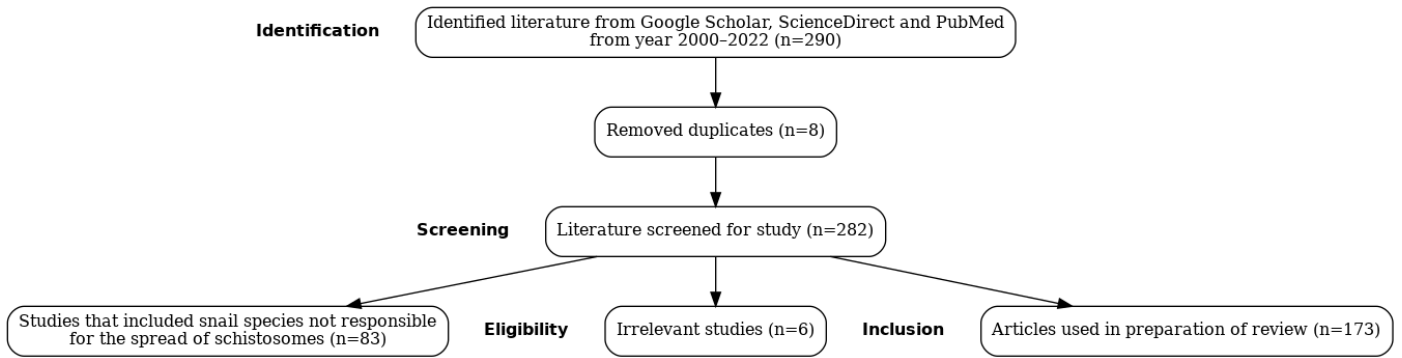 Identification
Identified literature from Google Scholar, ScienceDirect and PubMed
from year 2000–2022 (n=290)
Removed duplicates (n=8)
Screening
Literature screened for study (n=282)
Studies that included snail species not responsible
for the spread of schistosomes (n=83)
Eligibility
Irrelevant studies (n=6)
Inclusion
Articles used in preparation of review (n=173)